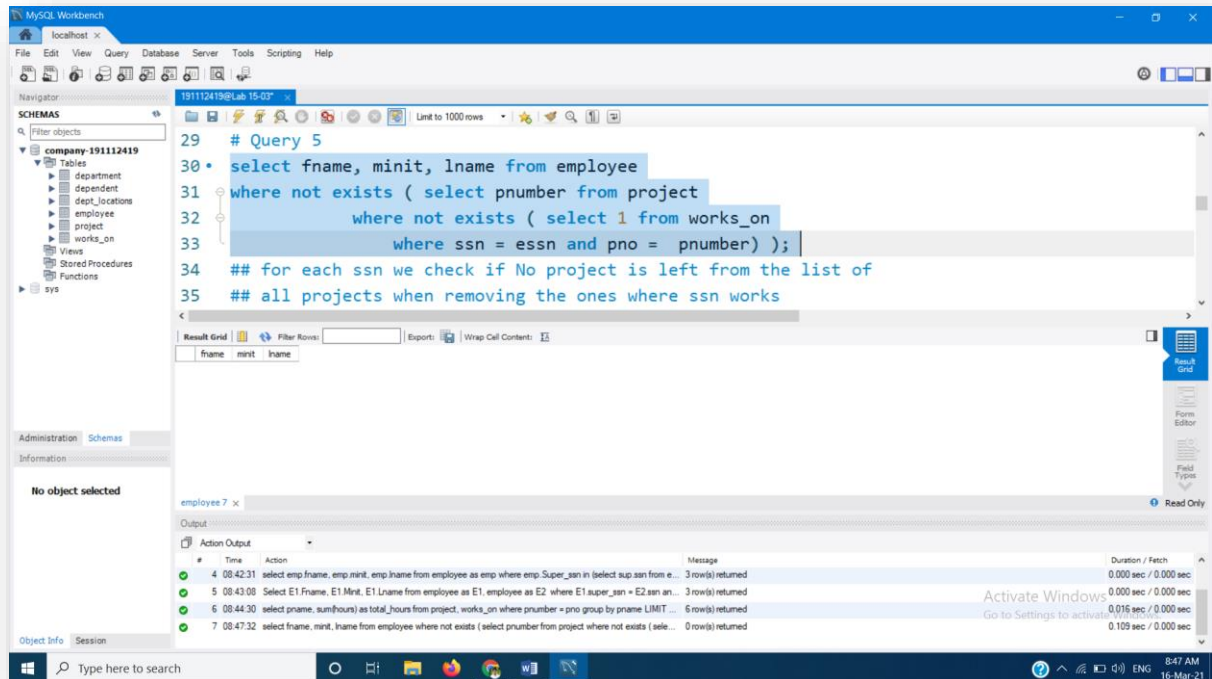 MySQL Workbench
localhost ×
File Edit View Query Database Server Tools Scripting Help
Navigator
SCHEMAS
Filter objects
company-191112419
Tables
department
dependent
dept_locations
employee
project
works_on
Views
Stored Procedures
Functions
sys
Administration Schemas
Information
No object selected
Object Info Session
191112419@Lab 15-03* ×
Limit to 1000 rows
29 # Query 5
30 select fname, minit, lname from employee
31 where not exists ( select pnumber from project
32 where not exists ( select 1 from works_on
33 where ssn = essn and pno = pnumber) );
34 ## for each ssn we check if No project is left from the list of
35 ## all projects when removing the ones where ssn works
Result Grid Filter Rows: Export: Wrap Cell Content:
fname minit lname
Result Grid
Form Editor
Field Types
employee 7 ×
Read Only
Output
Action Output
# Time Action Message Duration / Fetch
4 08:42:31 select emp.fname, emp.minit, emp.lname from employee as emp where emp.Super_ssn in (select sup.ssn from e... 3 row(s) returned 0.000 sec / 0.000 sec
5 08:43:08 Select E1.Fname, E1.Minit, E1.Lname from employee as E1, employee as E2 where E1.super_ssn = E2.ssn an... 3 row(s) returned 0.000 sec / 0.000 sec
6 08:44:30 select pname, sum(hours) as total_hours from project, works_on where pnumber = pno group by pname LIMIT ... 6 row(s) returned 0.016 sec / 0.000 sec
7 08:47:32 select fname, minit, lname from employee where not exists ( select pnumber from project where not exists ( sele... 0 row(s) returned 0.109 sec / 0.000 sec
Activate Windows
Go to Settings to activate Windows.
Type here to search
ENG
8:47 AM
16-Mar-21